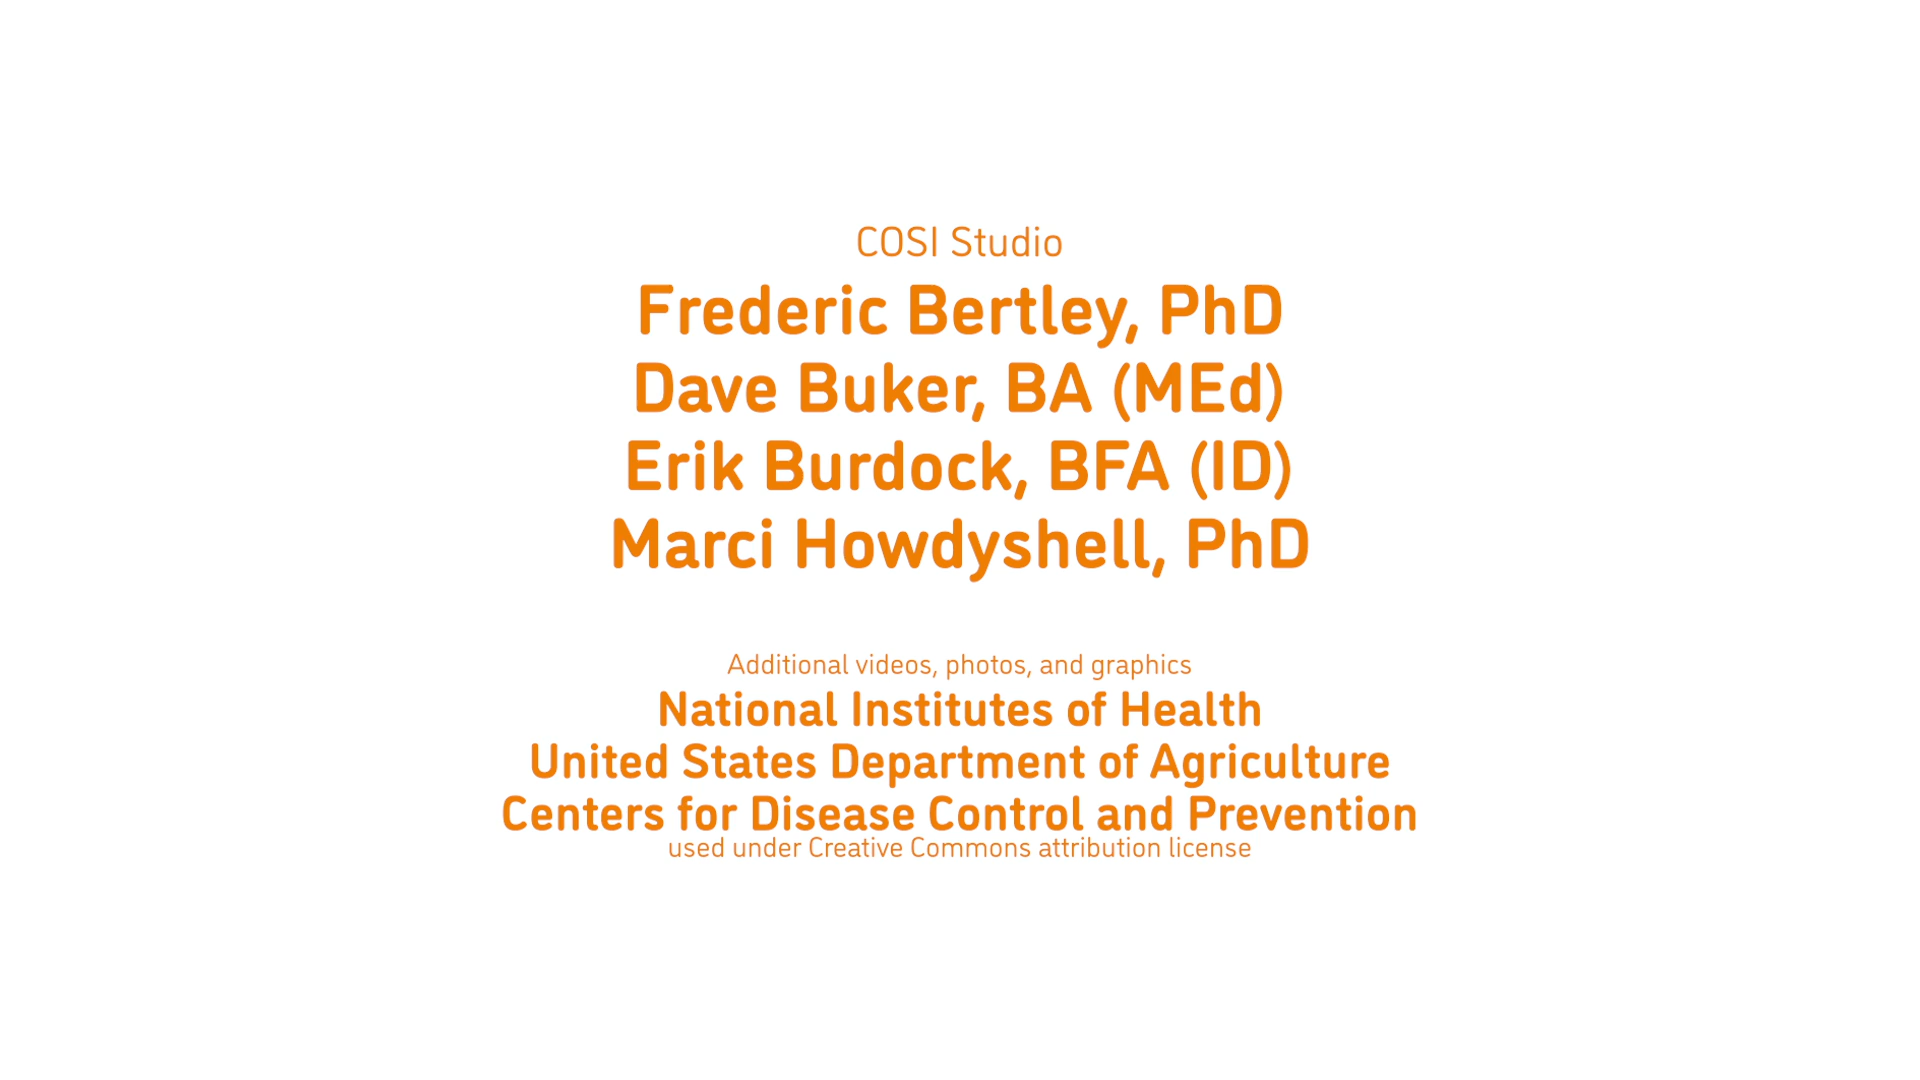 COSI Studio
Frederic Bertley, PhD
Dave Buker, BA (MEd)
Erik Burdock, BFA (ID)
Marci Howdyshell, PhD
Additional videos, photos, and graphics
National Institutes of Health
United States Department of Agriculture
Centers for Disease Control and Prevention
used under Creative Commons attribution license